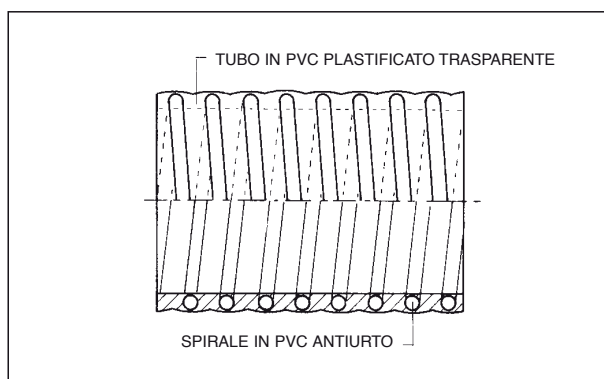 TUBO IN PVC PLASTIFICATO TRASPARENTE
SPIRALE IN PVC ANTIURTO